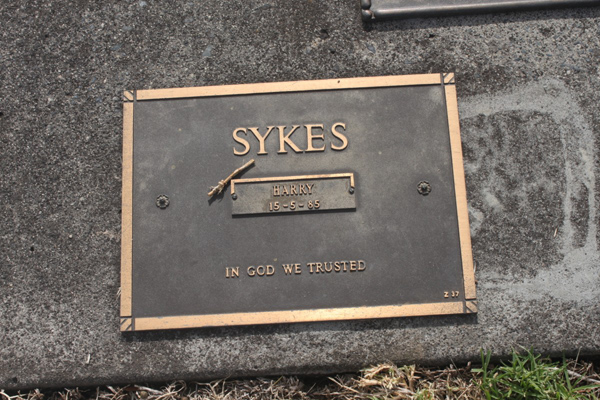 SYKES
HARRY
15-5-85
IN GOD WE TRUSTED
Z 37